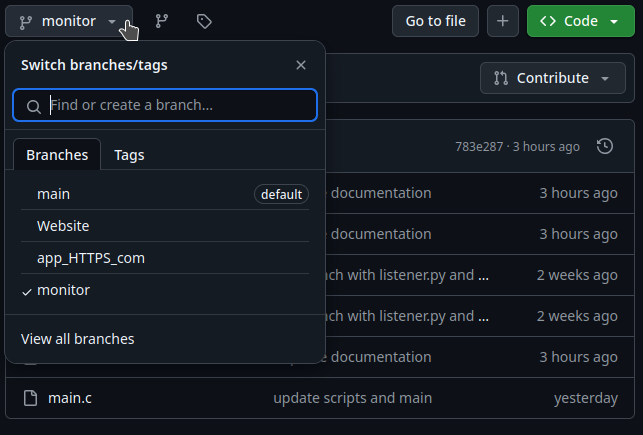 monitor
Go to file
Code
Switch branches/tags
Contribute
Find or create a branch...
Branches
Tags
783e287 · 3 hours ago
main
default
documentation
3 hours ago
Website
documentation
3 hours ago
app_HTTPS_com
with listener.py and ...
2 weeks ago
monitor
with listener.py and ...
2 weeks ago
View all branches
documentation
3 hours ago
main.c
update scripts and main
yesterday